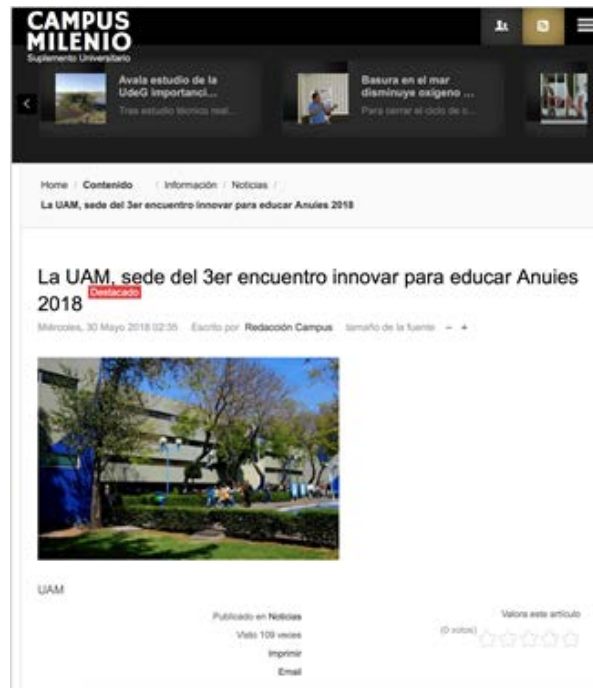 CAMPUS
MILENIO
Suplemento Universitario
Avala estudio de la
UdeG importanci...
Tras estudio técnico real...
Basura en el mar
disminuye oxígeno ...
Para cerrar el ciclo de c...
Home / Contenido / Información / Noticias /
La UAM, sede del 3er encuentro innovar para educar Anuies 2018
La UAM, sede del 3er encuentro innovar para educar Anuies
2018
Destacado
Miércoles, 30 Mayo 2018 02:35 Escrito por Redacción Campus tamaño de la fuente - +
UAM
Publicado en Noticias
Visto 109 veces
Imprimir
Email
Valora este artículo
(0 votos)